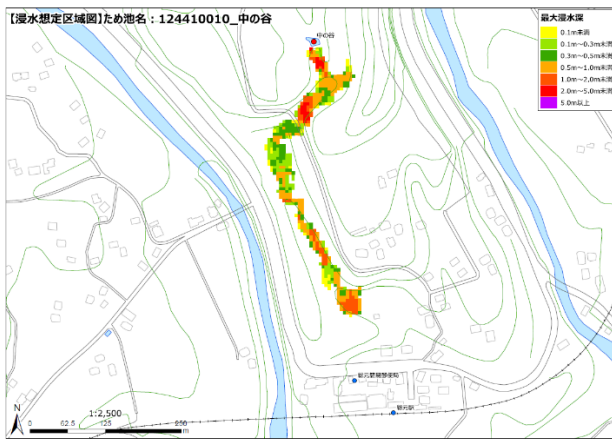 【浸水想定区域図】ため池名:124410010_中の谷
中の谷
最大浸水深
0.1m未満
0.1m~0.3m未満
0.3m~0.5m未満
0.5m~1.0m未満
1.0m~2.0m未満
2.0m~5.0m未満
5.0m以上
総元駅
N
1:2,500
0 62.5 125 250
m